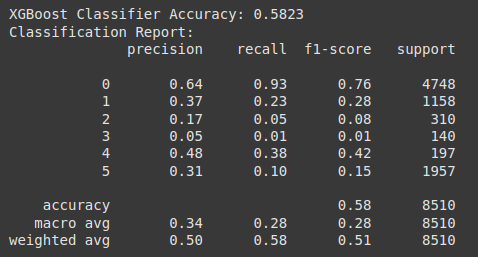 XGBoost Classifier Accuracy: 0.5823
Classification Report:
              precision    recall  f1-score   support

           0       0.64      0.93      0.76      4748
           1       0.37      0.23      0.28      1158
           2       0.17      0.05      0.08       310
           3       0.05      0.01      0.01       140
           4       0.48      0.38      0.42       197
           5       0.31      0.10      0.15      1957

    accuracy                           0.58      8510
   macro avg       0.34      0.28      0.28      8510
weighted avg       0.50      0.58      0.51      8510